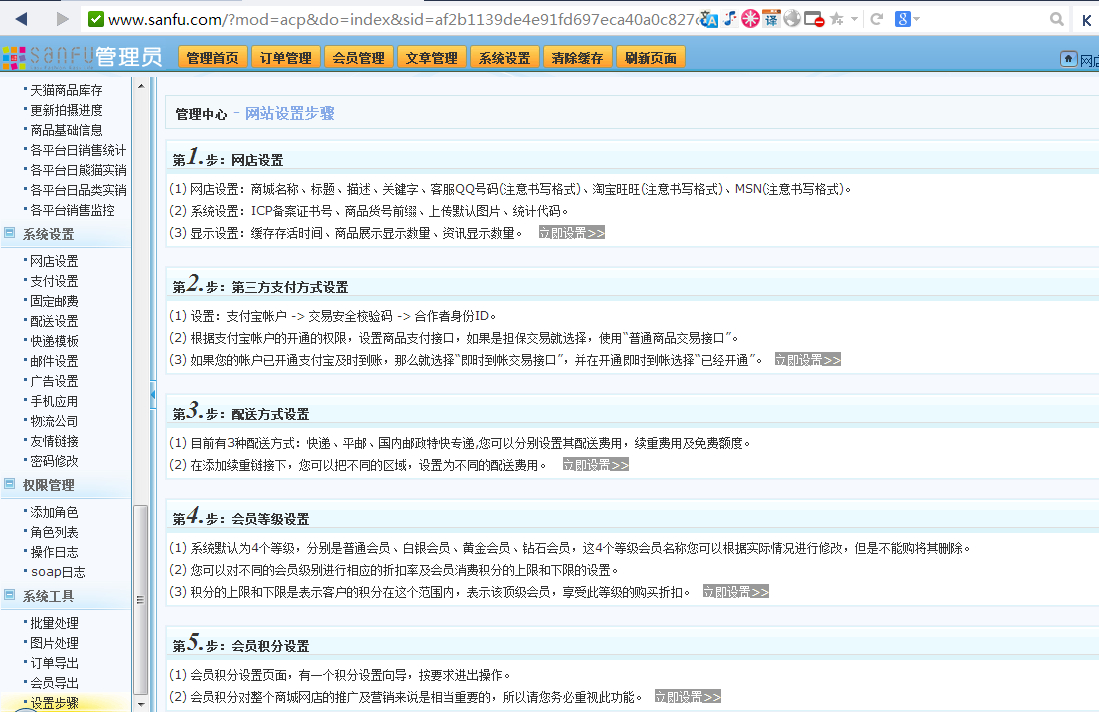 www.sanfu.com/?mod=acp&do=index&sid=af2b1139de4e91fd697eca40a0c827
译
8
K
sanfu管理员
管理首页 订单管理 会员管理 文章管理 系统设置 清除缓存 刷新页面
网店
天猫商品库存
更新拍摄进度
商品基础信息
各平台日销售统计
各平台日熊猫实销
各平台日品类实销
各平台销售监控
系统设置
网店设置
支付设置
固定邮费
配送设置
快递模板
邮件设置
广告设置
手机应用
物流公司
友情链接
密码修改
权限管理
添加角色
角色列表
操作日志
soap日志
系统工具
批量处理
图片处理
订单导出
会员导出
设置步骤
管理中心 - 网站设置步骤
第1.步：网店设置
(1) 网店设置：商城名称、标题、描述、关键字、客服QQ号码(注意书写格式)、淘宝旺旺(注意书写格式)、MSN(注意书写格式)。
(2) 系统设置：ICP备案证书号、商品货号前缀、上传默认图片、统计代码。
(3) 显示设置：缓存存活时间、商品展示显示数量、资讯显示数量。 立即设置>>
第2.步：第三方支付方式设置
(1) 设置：支付宝帐户 -> 交易安全校验码 -> 合作者身份ID。
(2) 根据支付宝帐户的开通的权限，设置商品支付接口，如果是担保交易就选择，使用“普通商品交易接口”。
(3) 如果您的帐户已开通支付宝及时到账，那么就选择“即时到帐交易接口”，并在开通即时到帐选择“已经开通”。 立即设置>>
第3.步：配送方式设置
(1) 目前有3种配送方式：快递、平邮、国内邮政特快专递,您可以分别设置其配送费用，续重费用及免费额度。
(2) 在添加续重链接下，您可以把不同的区域，设置为不同的配送费用。 立即设置>>
第4.步：会员等级设置
(1) 系统默认为4个等级，分别是普通会员、白银会员、黄金会员、钻石会员，这4个等级会员名称您可以根据实际情况进行修改，但是不能购将其删除。
(2) 您可以对不同的会员级别进行相应的折扣率及会员消费积分的上限和下限的设置。
(3) 积分的上限和下限是表示客户的积分在这个范围内，表示该顶级会员，享受此等级的购买折扣。 立即设置>>
第5.步：会员积分设置
(1) 会员积分设置页面，有一个积分设置向导，按要求进出操作。
(2) 会员积分对整个商城网店的推广及营销来说是相当重要的，所以请您务必重视此功能。 立即设置>>